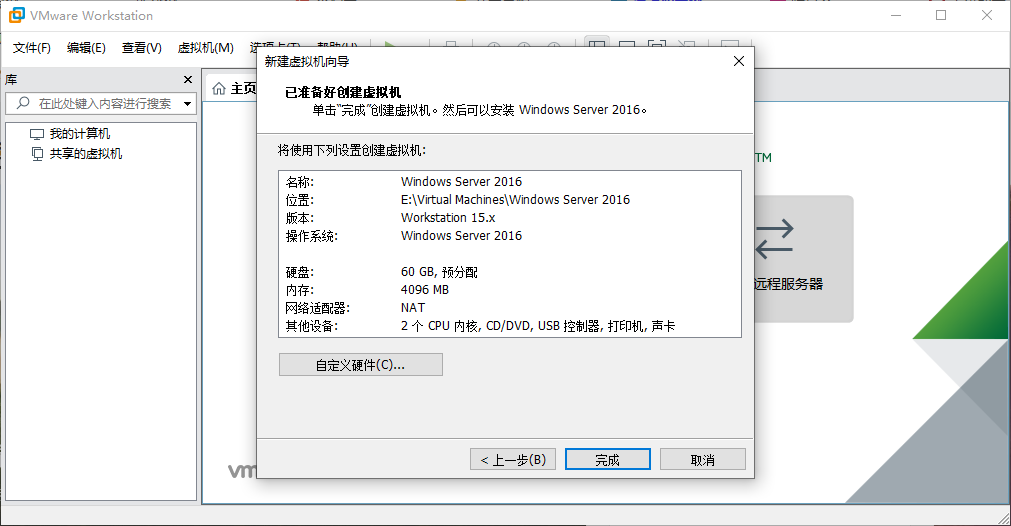 VMware Workstation
文件(F) 编辑(E) 查看(V) 虚拟机(M) 选项卡(T) 帮助(H)
库
在此处键入内容进行搜索
我的计算机
共享的虚拟机
主页
新建虚拟机向导
已准备好创建虚拟机
单击“完成”创建虚拟机。然后可以安装 Windows Server 2016。
将使用下列设置创建虚拟机:
名称: Windows Server 2016
位置: E:\Virtual Machines\Windows Server 2016
版本: Workstation 15.x
操作系统: Windows Server 2016
硬盘: 60 GB, 预分配
内存: 4096 MB
网络适配器: NAT
其他设备: 2 个 CPU 内核, CD/DVD, USB 控制器, 打印机, 声卡
自定义硬件(C)...
< 上一步(B) 完成 取消
TM
远程服务器
vm